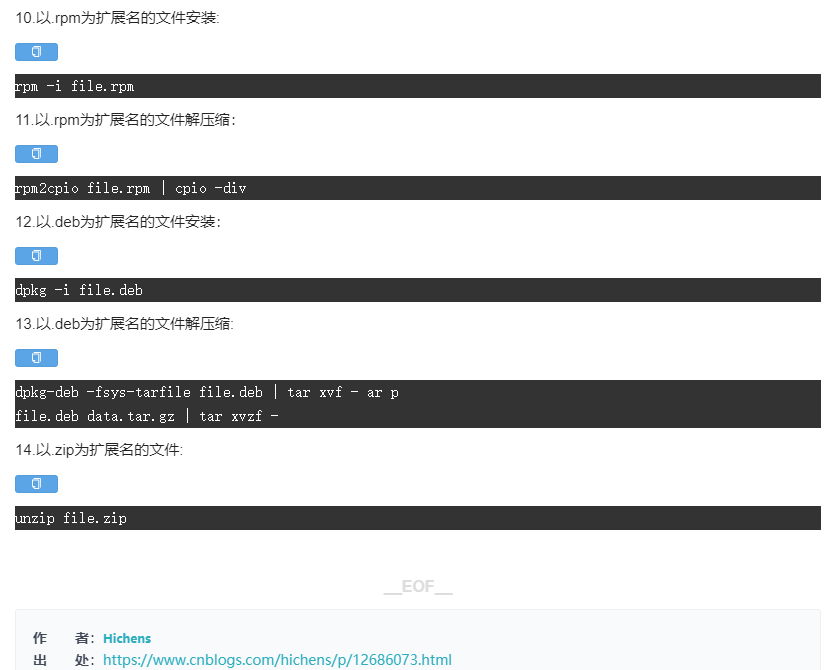 10.以.rpm为扩展名的文件安装:
rpm -i file.rpm
11.以.rpm为扩展名的文件解压缩：
rpm2cpio file.rpm | cpio -div
12.以.deb为扩展名的文件安装：
dpkg -i file.deb
13.以.deb为扩展名的文件解压缩:
dpkg-deb -fsys-tarfile file.deb | tar xvf - ar p
file.deb data.tar.gz | tar xvzf -
14.以.zip为扩展名的文件:
unzip file.zip
__EOF__
作　　者：Hichens
出　　处：https://www.cnblogs.com/hichens/p/12686073.html